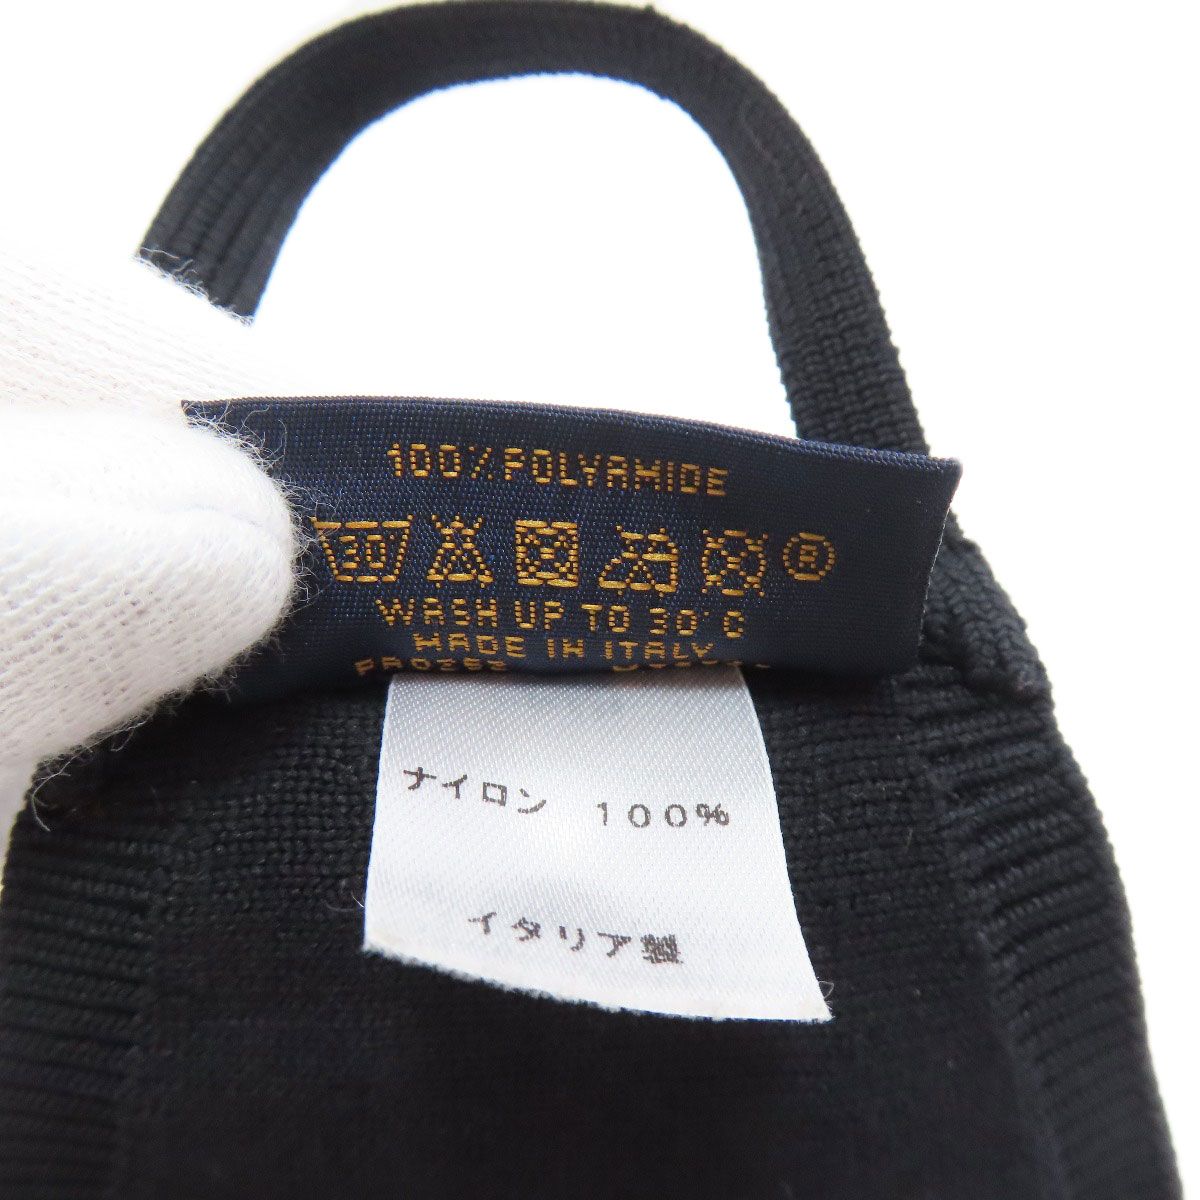 100% POLYAMIDE
30 ®
WASH UP TO 30°C
MADE IN ITALY
ナイロン 100%
イタリア製